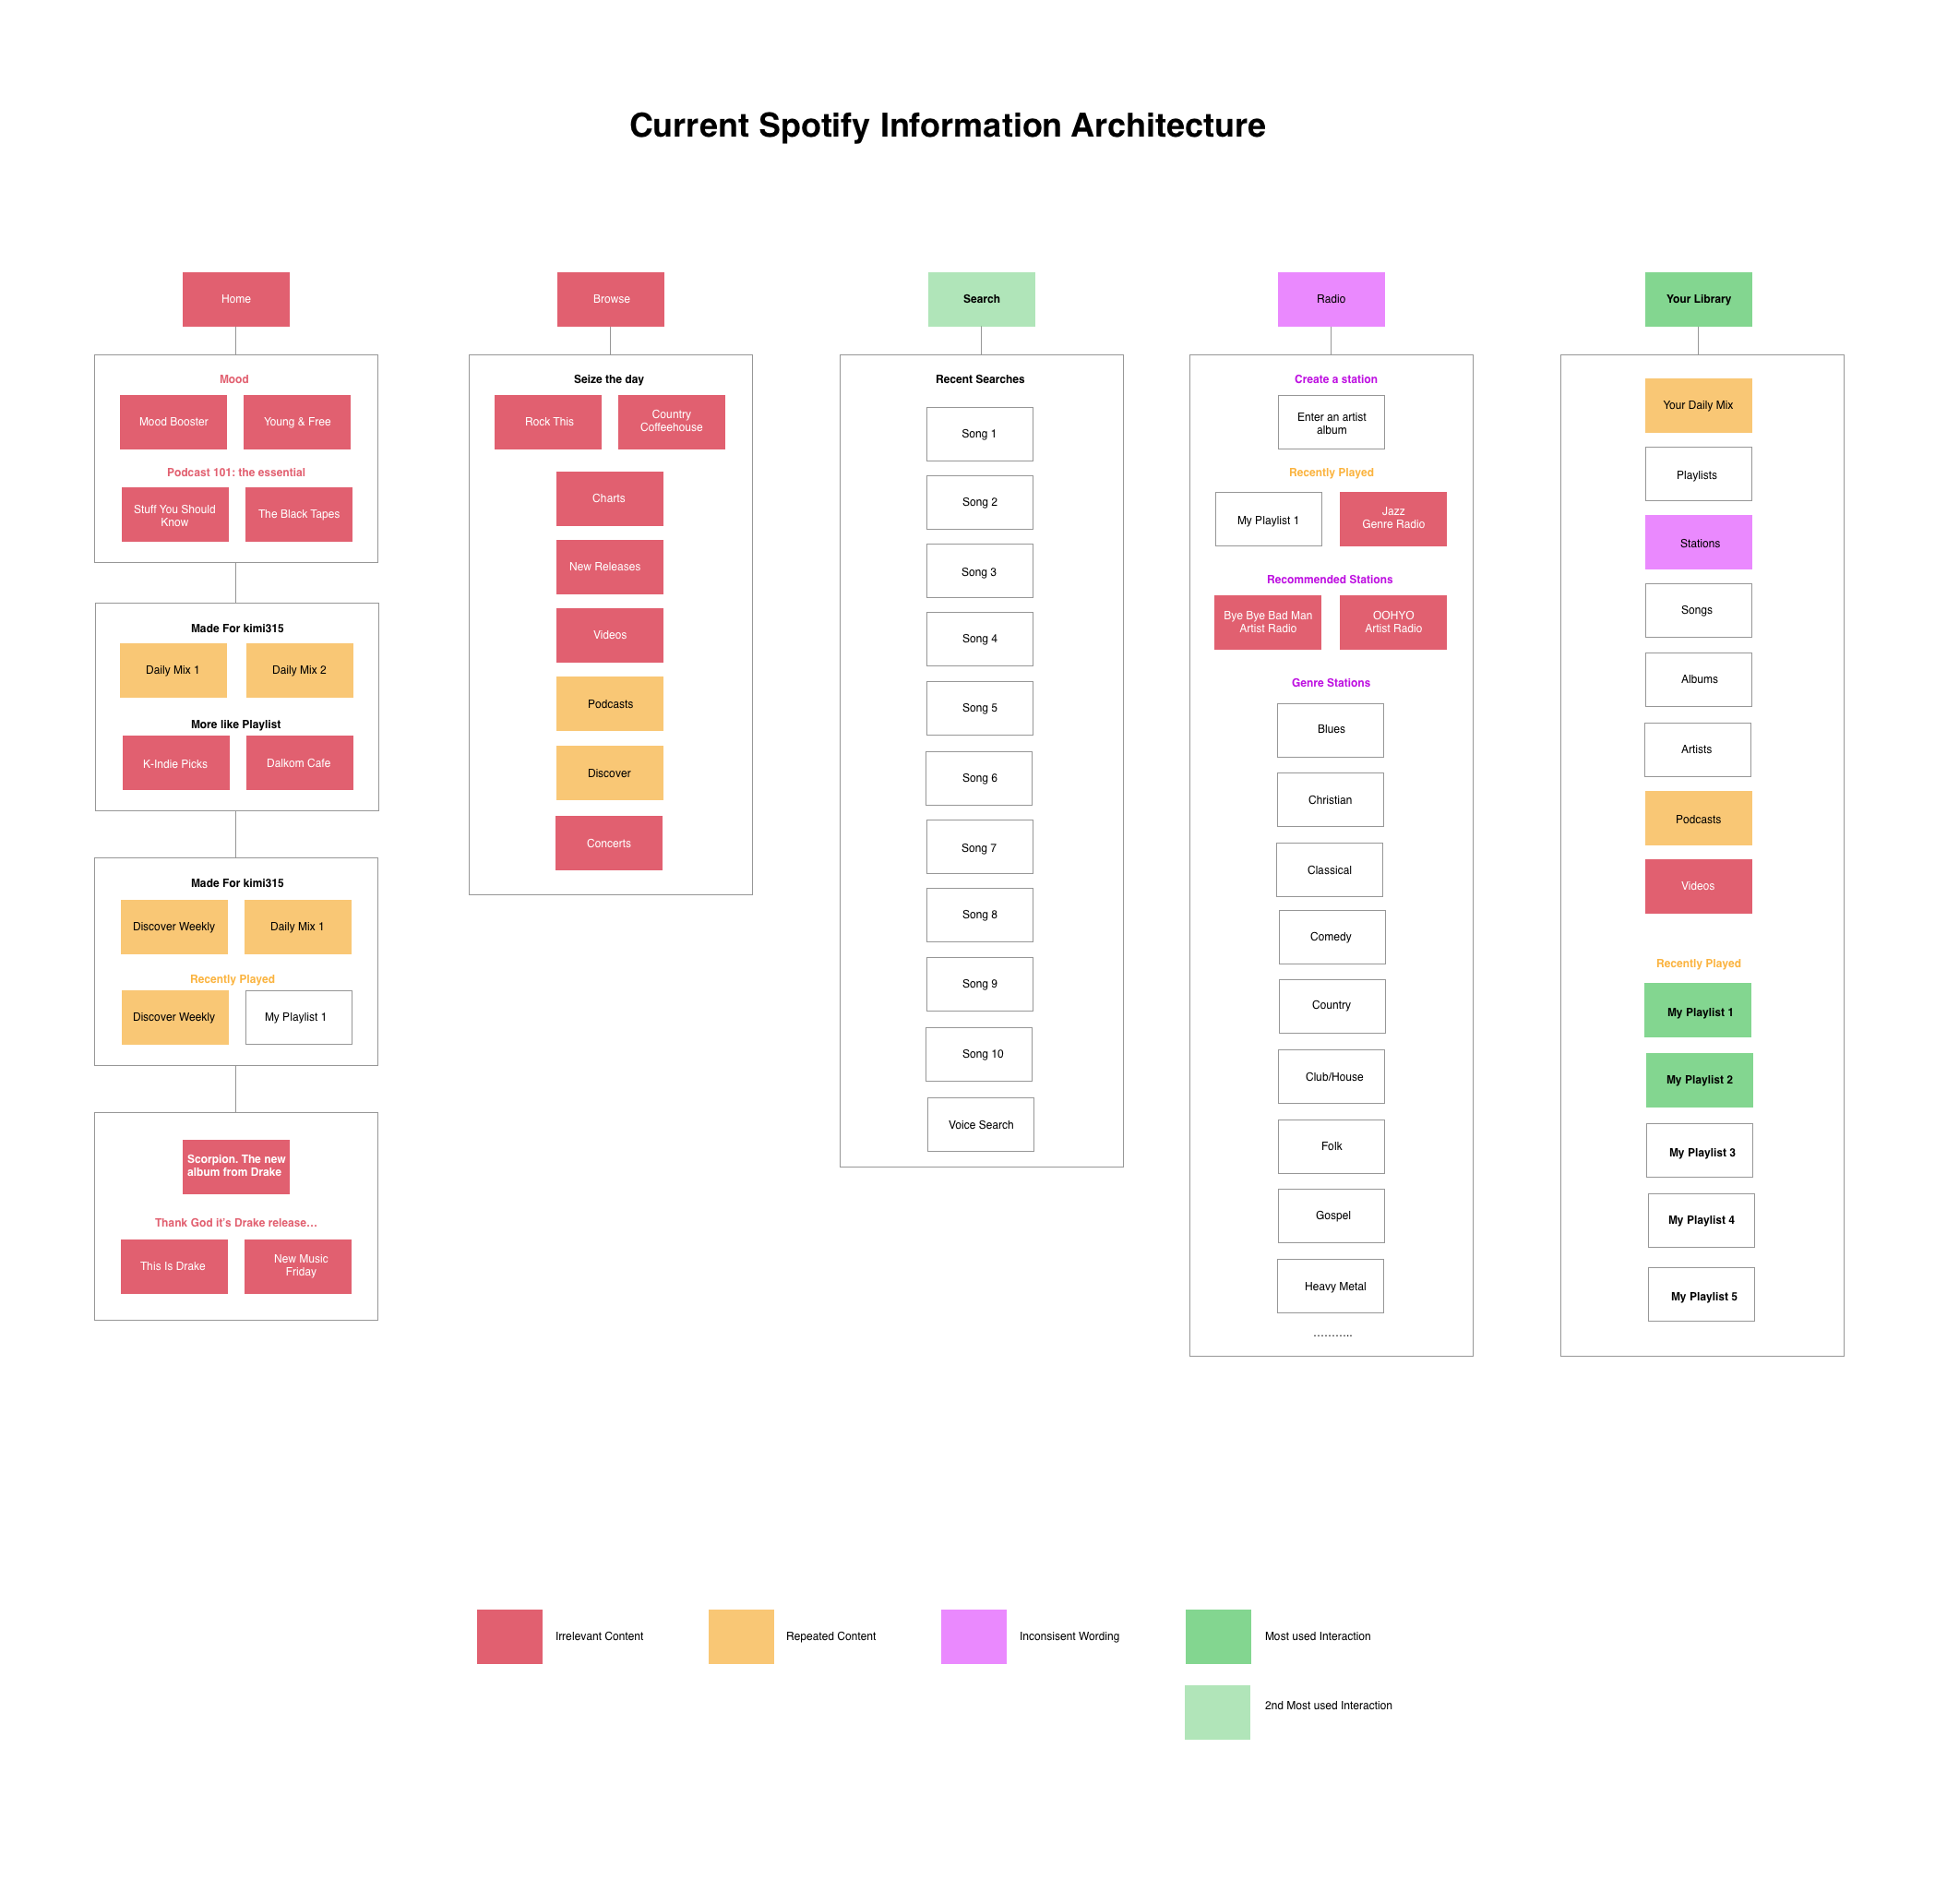 Current Spotify Information Architecture
Home
Mood
Mood Booster
Young & Free
Podcast 101: the essential
Stuff You Should
Know
The Black Tapes
Made For kimi315
Daily Mix 1
Daily Mix 2
More like Playlist
K-Indie Picks
Dalkom Cafe
Made For kimi315
Discover Weekly
Daily Mix 1
Recently Played
Discover Weekly
My Playlist 1
Scorpion. The new
album from Drake
Thank God it's Drake release...
This Is Drake
New Music
Friday
Browse
Seize the day
Rock This
Country
Coffeehouse
Charts
New Releases
Videos
Podcasts
Discover
Concerts
Search
Recent Searches
Song 1
Song 2
Song 3
Song 4
Song 5
Song 6
Song 7
Song 8
Song 9
Song 10
Voice Search
Radio
Create a station
Enter an artist
album
Recently Played
My Playlist 1
Jazz
Genre Radio
Recommended Stations
Bye Bye Bad Man
Artist Radio
OOHYO
Artist Radio
Genre Stations
Blues
Christian
Classical
Comedy
Country
Club/House
Folk
Gospel
Heavy Metal
...........
Your Library
Your Daily Mix
Playlists
Stations
Songs
Albums
Artists
Podcasts
Videos
Recently Played
My Playlist 1
My Playlist 2
My Playlist 3
My Playlist 4
My Playlist 5
Irrelevant Content
Repeated Content
Inconsisent Wording
Most used Interaction
2nd Most used Interaction